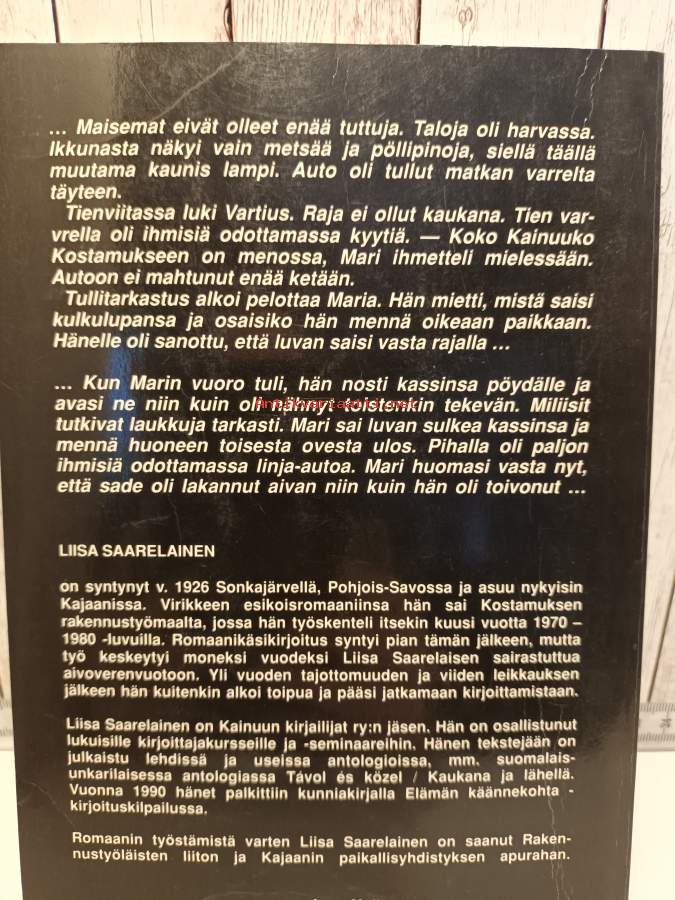 ... Maisemat eivät olleet enää tuttuja. Taloja oli harvassa.
Ikkunasta näkyi vain metsää ja pöllipinoja, siellä täällä
muutama kaunis lampi. Auto oli tullut matkan varrelta
täyteen.
Tienviitassa luki Vartius. Raja ei ollut kaukana. Tien var-
vrella oli ihmisiä odottamassa kyytiä. — Koko Kainuuko
Kostamukseen on menossa, Mari ihmetteli mielessään.
Autoon ei mahtunut enää ketään.
Tullitarkastus alkoi pelottaa Maria. Hän mietti, mistä saisi
kulkulupansa ja osaisiko hän mennä oikeaan paikkaan.
Hänelle oli sanottu, että luvan saisi vasta rajalla ...
... Kun Marin vuoro tuli, hän nosti kassinsa pöydälle ja
avasi ne niin kuin oli tekevän. Miliisit
Antikvariaatit.net
tutkivat laukkuja tarkasti. Mari sai luvan sulkea kassinsa ja
mennä huoneen toisesta ovesta ulos. Pihalla oli paljon
ihmisiä odottamassa linja-autoa. Mari huomasi vasta nyt,
että sade oli lakannut aivan niin kuin hän oli toivonut ...
LIISA SAARELAINEN
on syntynyt v. 1926 Sonkajärvellä, Pohjois-Savossa ja asuu nykyisin
Kajaanissa. Virikkeen esikoisromaaniinsa hän sai Kostamuksen
rakennustyömaalta, jossa hän työskenteli itsekin kuusi vuotta 1970 –
1980 -luvuilla. Romaanikäsikirjoitus syntyi pian tämän jälkeen, mutta
työ keskeytyi moneksi vuodeksi Liisa Saarelaisen sairastuttua
aivoverenvuotoon. Yli vuoden tajottomuuden ja viiden leikkauksen
jälkeen hän kuitenkin alkoi toipua ja pääsi jatkamaan kirjoittamistaan.
Liisa Saarelainen on Kainuun kirjailijat ry:n jäsen. Hän on osallistunut
lukuisille kirjoittajakursseille ja -seminaareihin. Hänen tekstejään on
julkaistu lehdissä ja useissa antologioissa, mm. suomalais-
unkarilaisessa antologiassa Távol és közel / Kaukana ja lähellä.
Vuonna 1990 hänet palkittiin kunniakirjalla Elämän käännekohta -
kirjoituskilpailussa.
Romaanin työstämistä varten Liisa Saarelainen on saanut Raken-
nustyöläisten liiton ja Kajaanin paikallisyhdistyksen apurahan.